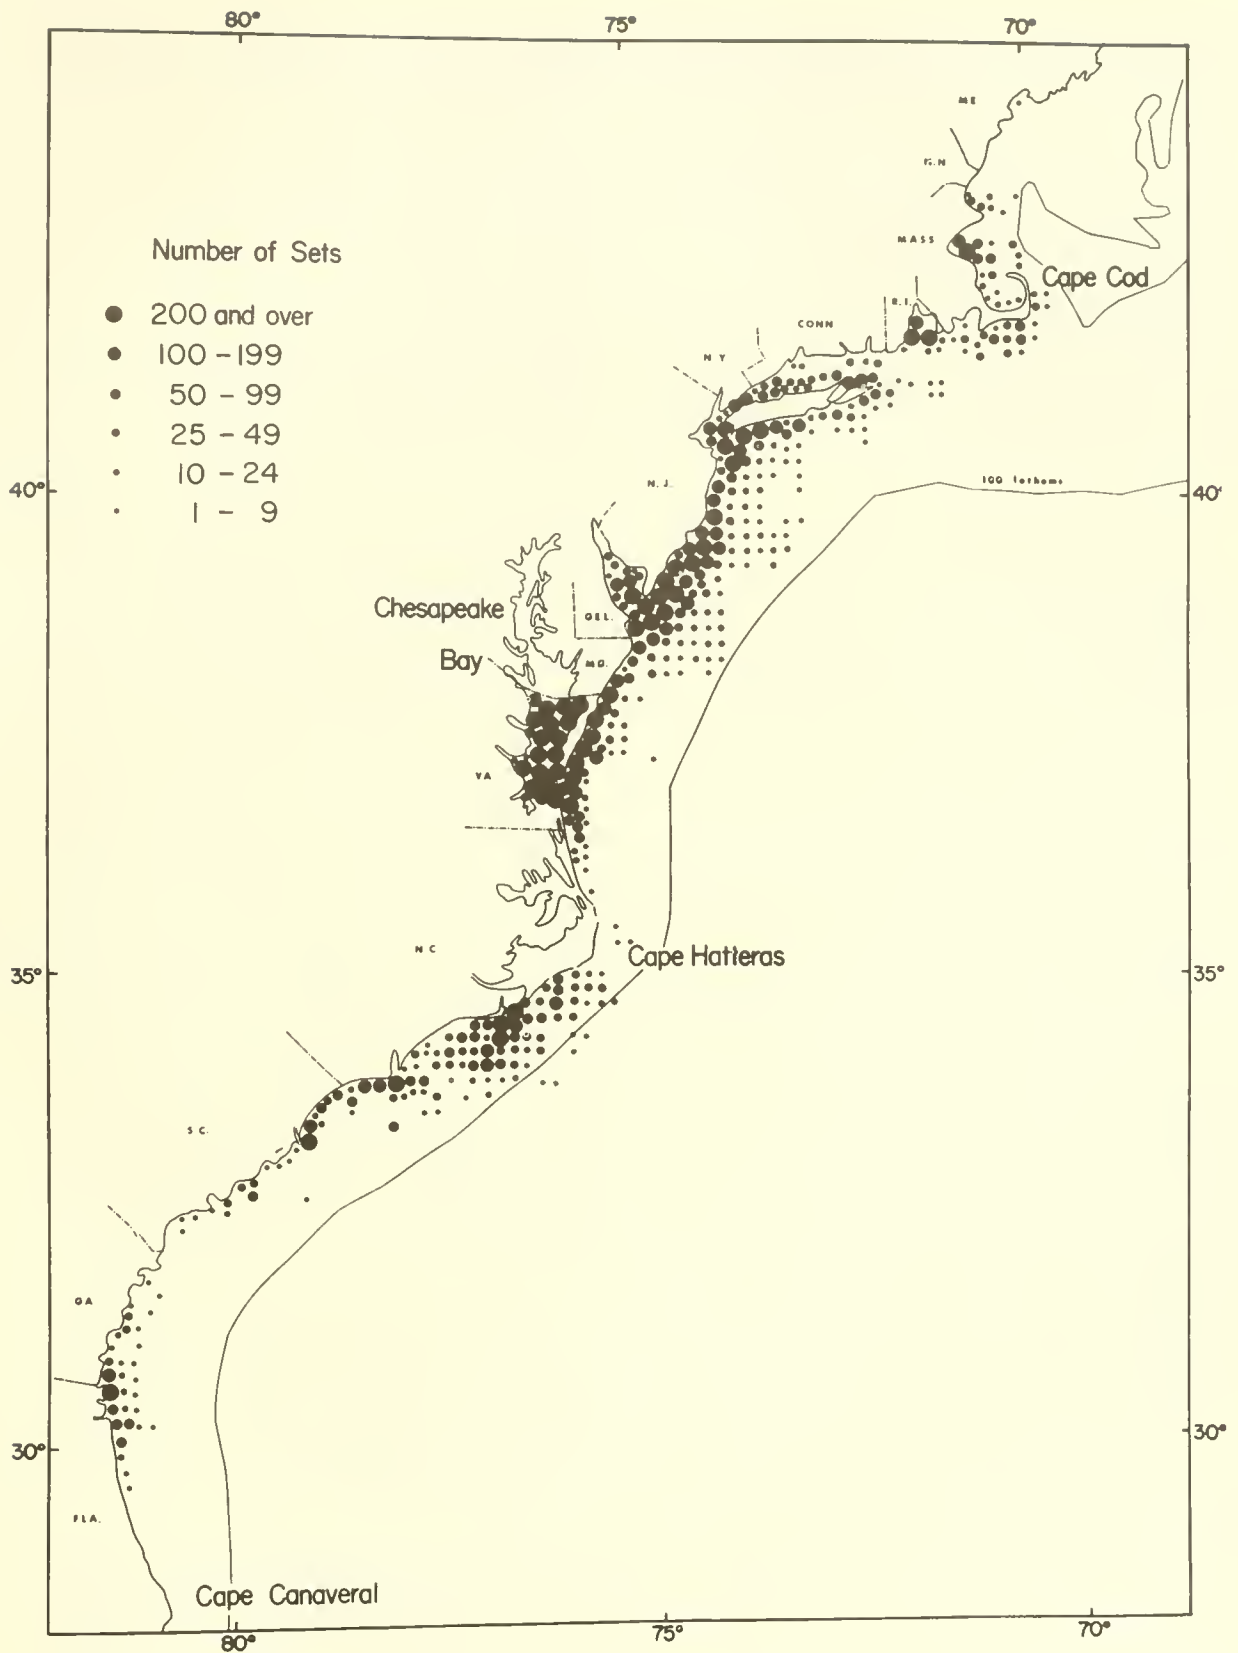 80° 75° 70°
ME
MASS
Cape Cod
R.I.
CONN
N Y
Number of Sets
200 and over
100 - 199
50 - 99
25 - 49
10 - 24
1 - 9
N.J.
100 fathoms
40° 40°
Chesapeake
Bay
DEL.
MD.
VA
N C
Cape Hatteras
35° 35°
S C.
GA
30° 30°
FLA.
Cape Canaveral
80° 75° 70°